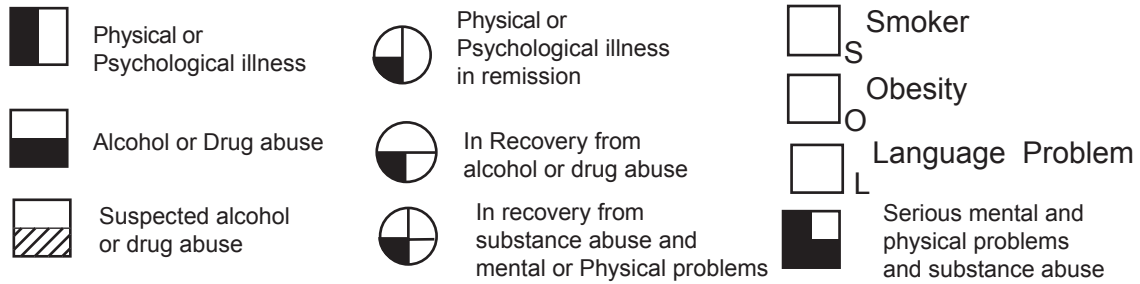 Physical or
Psychological illness
Alcohol or Drug abuse
Suspected alcohol
or drug abuse
Physical or
Psychological illness
in remission
In Recovery from
alcohol or drug abuse
In recovery from
substance abuse and
mental or Physical problems
Smoker
S
Obesity
O
Language Problem
L
Serious mental and
physical problems
and substance abuse